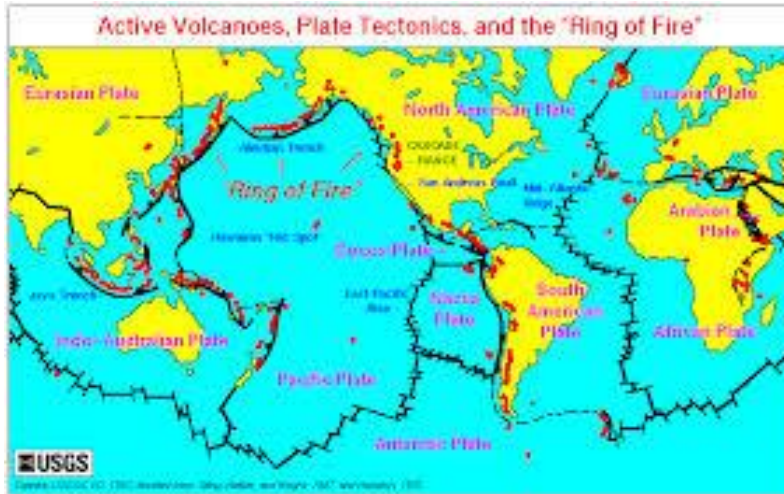 Active Volcanoes, Plate Tectonics, and the "Ring of Fire"
Eurasian Plate
North American Plate
Eurasian Plate
Aleutian Trench
CASCADE
RANGE
"Ring of Fire"
San Andreas Fault
Mid-Atlantic
Ridge
Arabian
Plate
Hawaiian "Hot Spot"
Cocos Plate
Java Trench
East Pacific
Rise
Nazca
Plate
South
American
Plate
Indo-Australian Plate
African Plate
Pacific Plate
Antarctic Plate
USGS